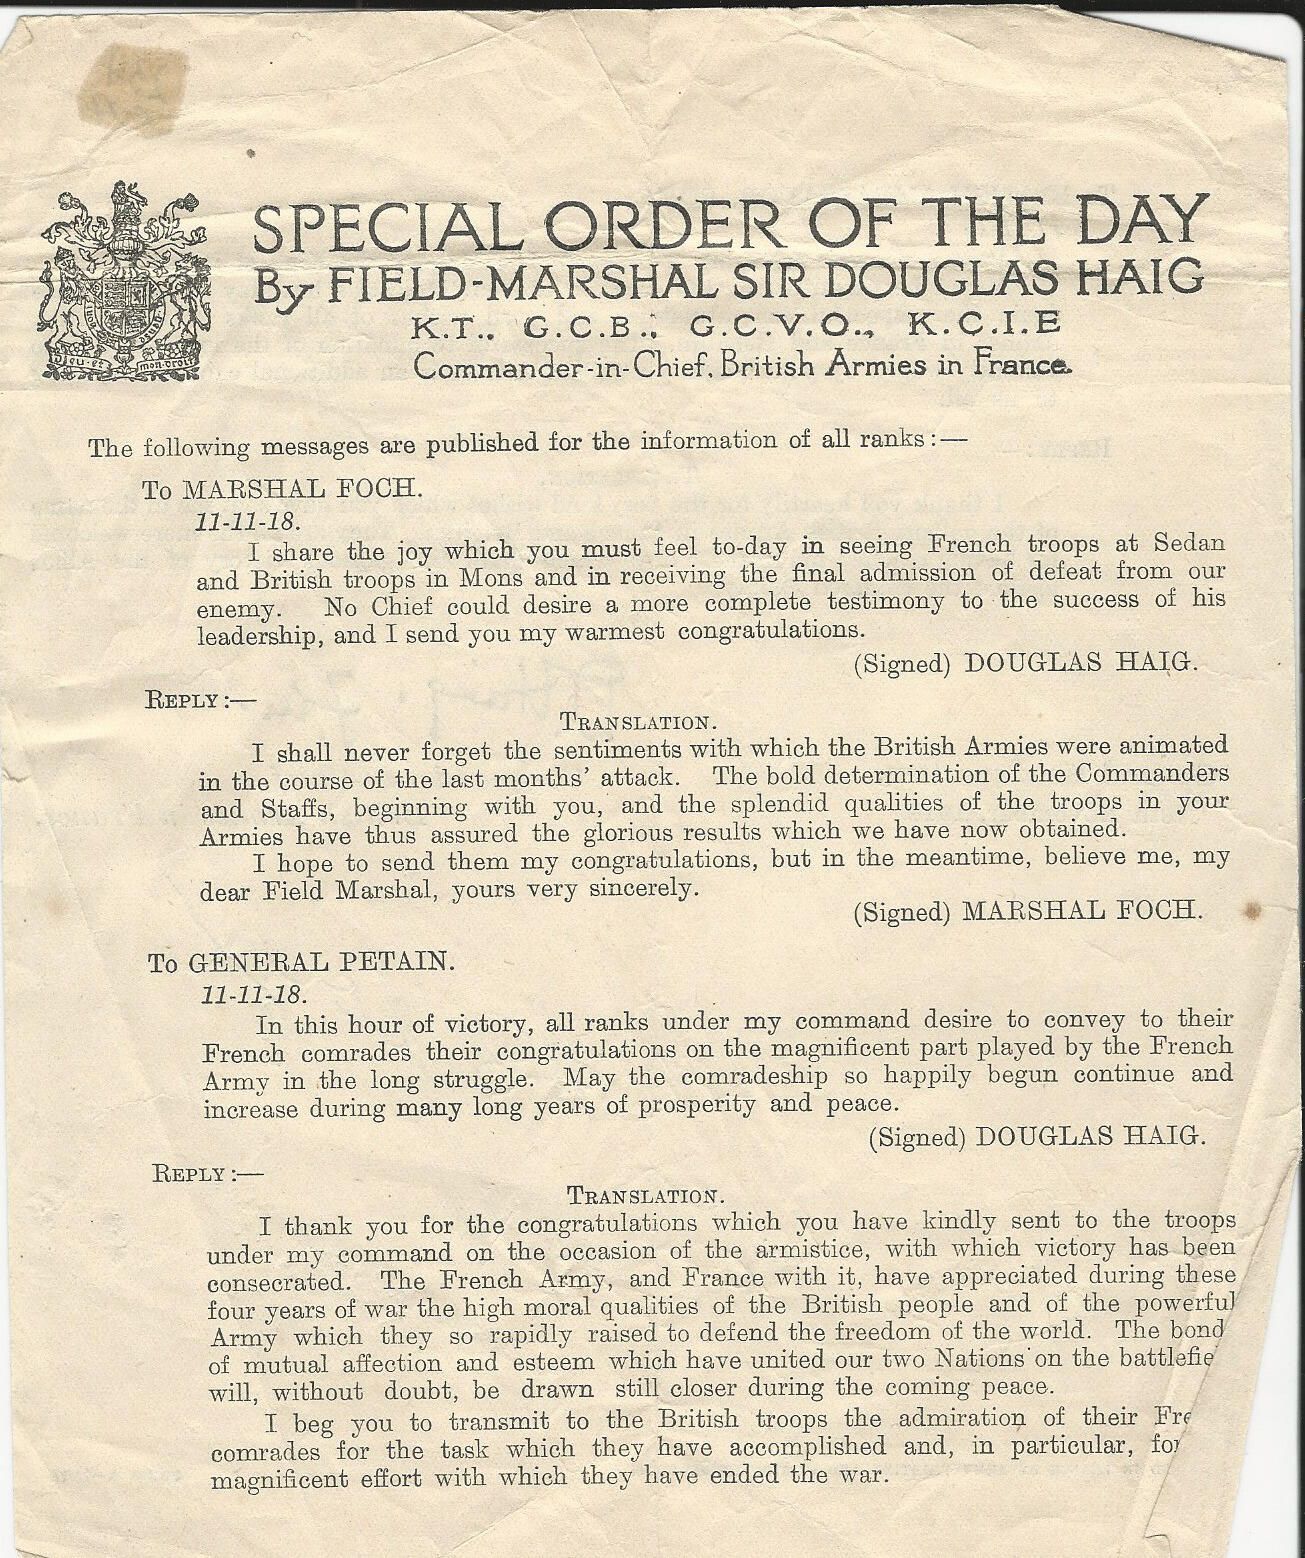 SPECIAL ORDER OF THE DAY
By FIELD-MARSHAL SIR DOUGLAS HAIG
K.T., G.C.B., G.C.V.O., K.C.I.E
Commander-in-Chief, British Armies in France.
Dieu et mon droit
The following messages are published for the information of all ranks:—
To MARSHAL FOCH.
11-11-18.
I share the joy which you must feel to-day in seeing French troops at Sedan
and British troops in Mons and in receiving the final admission of defeat from our
enemy. No Chief could desire a more complete testimony to the success of his
leadership, and I send you my warmest congratulations.
(Signed) DOUGLAS HAIG.
REPLY:—
TRANSLATION.
I shall never forget the sentiments with which the British Armies were animated
in the course of the last months' attack. The bold determination of the Commanders
and Staffs, beginning with you, and the splendid qualities of the troops in your
Armies have thus assured the glorious results which we have now obtained.
I hope to send them my congratulations, but in the meantime, believe me, my
dear Field Marshal, yours very sincerely.
(Signed) MARSHAL FOCH.
To GENERAL PETAIN.
11-11-18.
In this hour of victory, all ranks under my command desire to convey to their
French comrades their congratulations on the magnificent part played by the French
Army in the long struggle. May the comradeship so happily begun continue and
increase during many long years of prosperity and peace.
(Signed) DOUGLAS HAIG.
REPLY:—
TRANSLATION.
I thank you for the congratulations which you have kindly sent to the troops
under my command on the occasion of the armistice, with which victory has been
consecrated. The French Army, and France with it, have appreciated during these
four years of war the high moral qualities of the British people and of the powerful
Army which they so rapidly raised to defend the freedom of the world. The bond
of mutual affection and esteem which have united our two Nations on the battlefie
will, without doubt, be drawn still closer during the coming peace.
I beg you to transmit to the British troops the admiration of their Fre
comrades for the task which they have accomplished and, in particular, for
magnificent effort with which they have ended the war.